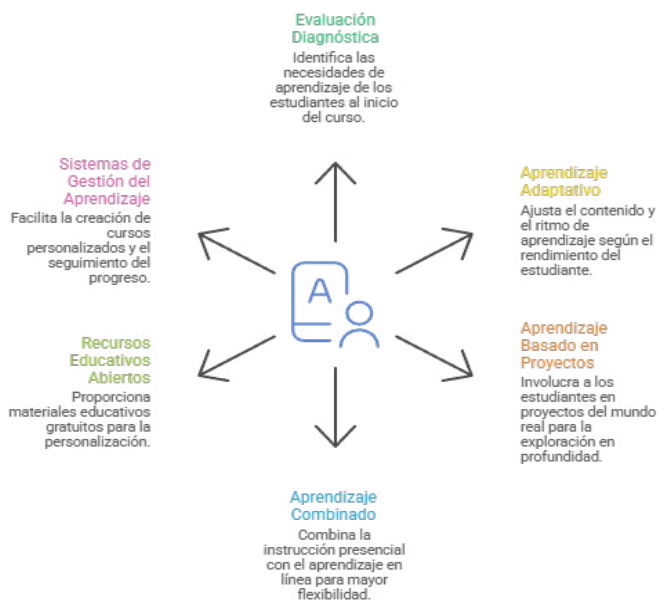 Evaluación
Diagnóstica
Identifica las
necesidades de
aprendizaje de los
estudiantes al inicio
del curso.
Sistemas de
Gestión del
Aprendizaje
Facilita la creación de
cursos
personalizados y el
seguimiento del
progreso.
Aprendizaje
Adaptativo
Ajusta el contenido y
el ritmo de
aprendizaje según el
rendimiento del
estudiante.
A
Recursos
Educativos
Abiertos
Proporciona
materiales educativos
gratuitos para la
personalización.
Aprendizaje
Basado en
Proyectos
Involucra a los
estudiantes en
proyectos del mundo
real para la
exploración en
profundidad.
Aprendizaje
Combinado
Combina la
instrucción presencial
con el aprendizaje en
línea para mayor
flexibilidad.